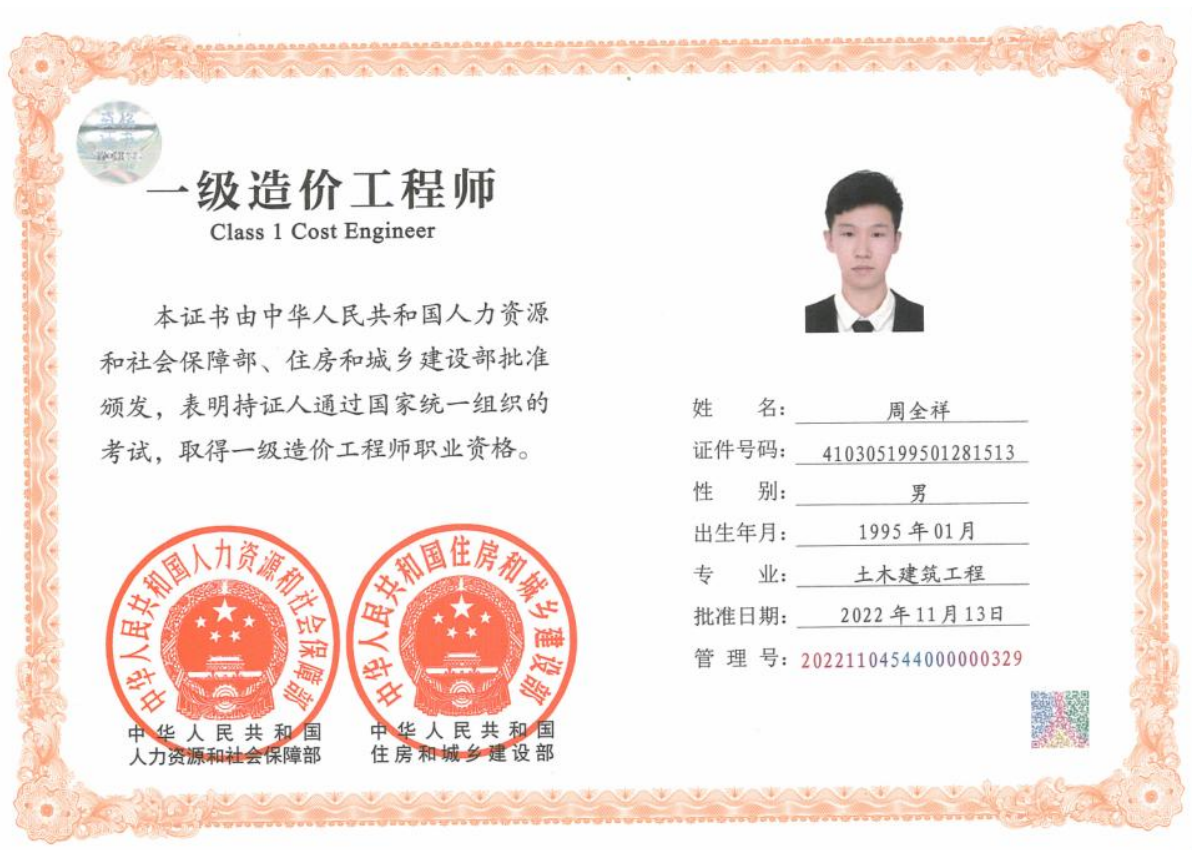 一级造价工程师
Class 1 Cost Engineer
本证书由中华人民共和国人力资源
和社会保障部、住房和城乡建设部批准
颁发，表明持证人通过国家统一组织的
考试，取得一级造价工程师职业资格。
中华人民共和国人力资源和社会保障部
中华人民共和国住房和城乡建设部
中华人民共和国
人力资源和社会保障部
中华人民共和国
住房和城乡建设部
姓 名：周全祥
证件号码：410305199501281513
性 别：男
出生年月：1995年01月
专 业：土木建筑工程
批准日期：2022年11月13日
管 理 号：20221104544000000329